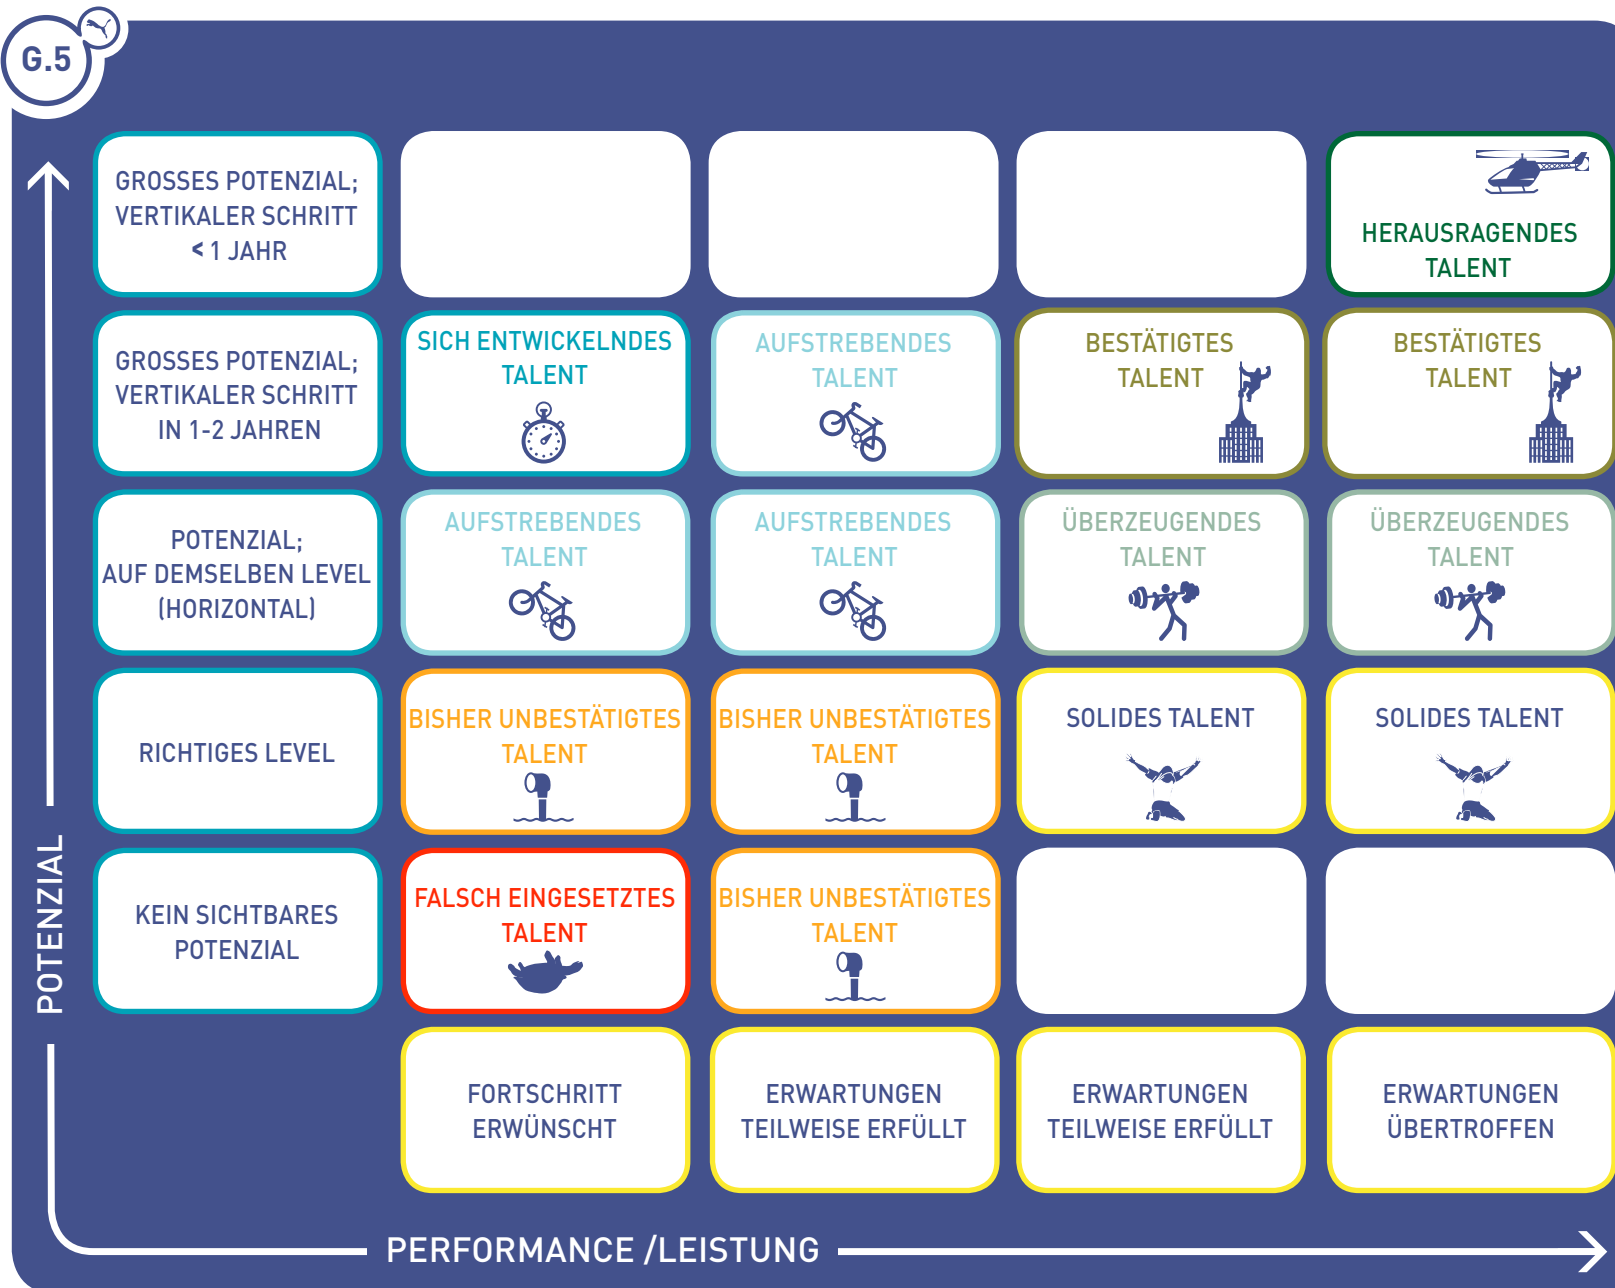 G.5
GROSSES POTENZIAL;
VERTIKALER SCHRITT
< 1 JAHR
HERAUSRAGENDES
TALENT
GROSSES POTENZIAL;
VERTIKALER SCHRITT
IN 1-2 JAHREN
SICH ENTWICKELNDES
TALENT
AUFSTREBENDES
TALENT
BESTÄTIGTES
TALENT
BESTÄTIGTES
TALENT
POTENZIAL;
AUF DEMSELBEN LEVEL
(HORIZONTAL)
AUFSTREBENDES
TALENT
AUFSTREBENDES
TALENT
ÜBERZEUGENDES
TALENT
ÜBERZEUGENDES
TALENT
RICHTIGES LEVEL
BISHER UNBESTÄTIGTES
TALENT
BISHER UNBESTÄTIGTES
TALENT
SOLIDES TALENT
SOLIDES TALENT
KEIN SICHTBARES
POTENZIAL
FALSCH EINGESETZTES
TALENT
BISHER UNBESTÄTIGTES
TALENT
FORTSCHRITT
ERWÜNSCHT
ERWARTUNGEN
TEILWEISE ERFÜLLT
ERWARTUNGEN
TEILWEISE ERFÜLLT
ERWARTUNGEN
ÜBERTROFFEN
POTENZIAL
PERFORMANCE /LEISTUNG